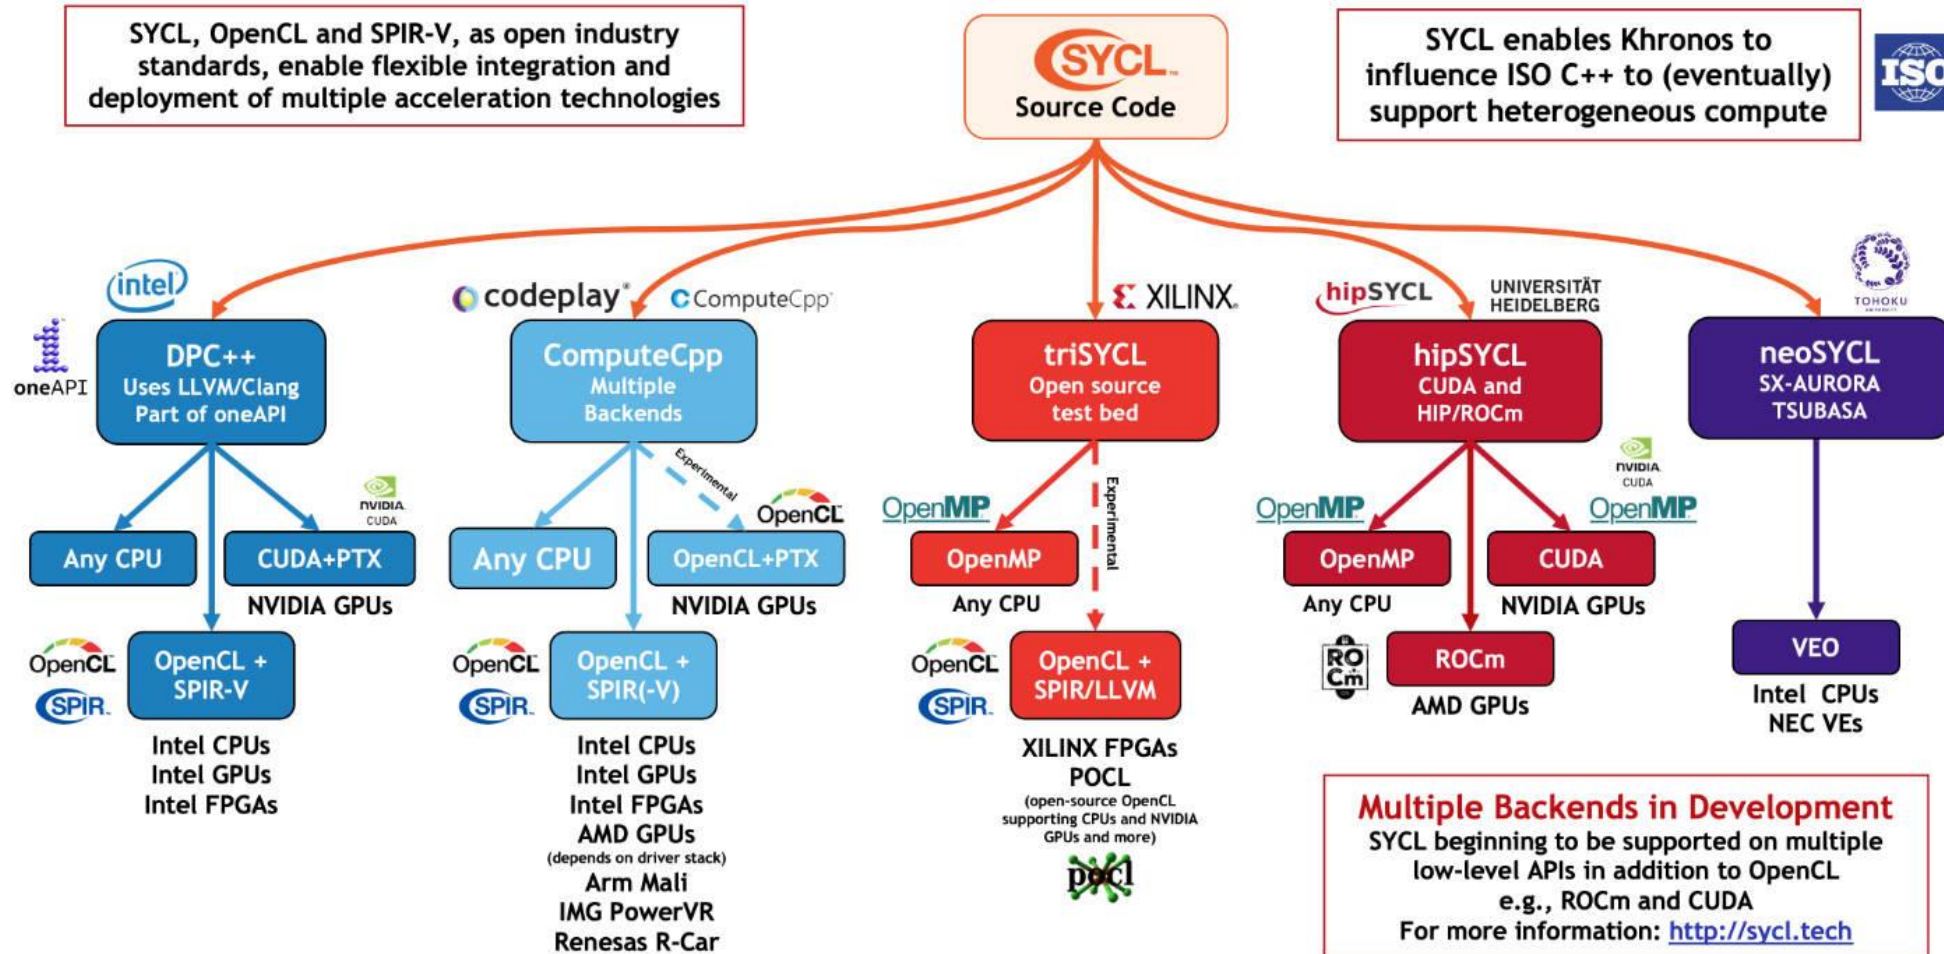 SYCL, OpenCL and SPIR-V, as open industry
standards, enable flexible integration and
deployment of multiple acceleration technologies
SYCL™
Source Code
SYCL enables Khronos to
influence ISO C++ to (eventually)
support heterogeneous compute
ISO
intel
oneAPI
DPC++
Uses LLVM/Clang
Part of oneAPI
NVIDIA
CUDA
Any CPU
CUDA+PTX
NVIDIA GPUs
OpenCL
SPIR™
OpenCL +
SPIR-V
Intel CPUs
Intel GPUs
Intel FPGAs
codeplay®
ComputeCpp™
ComputeCpp
Multiple
Backends
Experimental
OpenCL
Any CPU
OpenCL+PTX
NVIDIA GPUs
OpenCL
SPIR™
OpenCL +
SPIR(-V)
Intel CPUs
Intel GPUs
Intel FPGAs
AMD GPUs
(depends on driver stack)
Arm Mali
IMG PowerVR
Renesas R-Car
XILINX®
triSYCL
Open source
test bed
Experimental
OpenMP
OpenMP
Any CPU
OpenCL
SPIR™
OpenCL +
SPIR/LLVM
XILINX FPGAs
POCL
(open-source OpenCL
supporting CPUs and NVIDIA
GPUs and more)
pocl
hipSYCL
UNIVERSITÄT
HEIDELBERG
hipSYCL
CUDA and
HIP/ROCm
NVIDIA
CUDA
OpenMP
OpenMP
OpenMP
CUDA
Any CPU
NVIDIA GPUs
ROCm
ROCm
AMD GPUs
TOHOKU
UNIVERSITY
neoSYCL
SX-AURORA
TSUBASA
VEO
Intel CPUs
NEC VEs
Multiple Backends in Development
SYCL beginning to be supported on multiple
low-level APIs in addition to OpenCL
e.g., ROCm and CUDA
For more information: http://sycl.tech